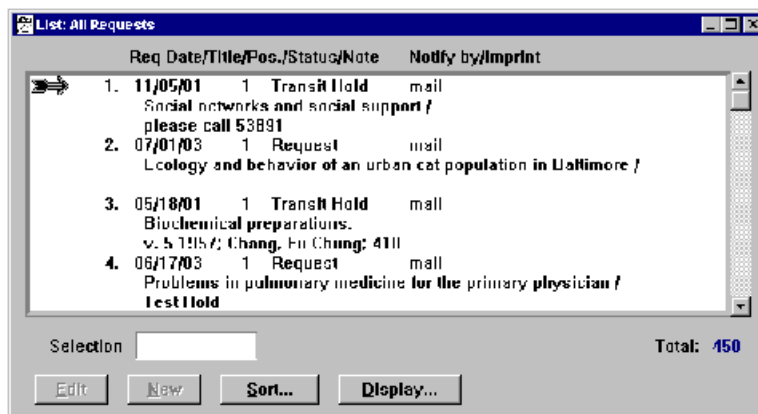 List: All Requests
Req Date/Title/Pos./Status/Note Notify by/Imprint
1. 11/05/01 1 Transit Hold mail
Social networks and social support /
please call 53891
2. 07/01/03 1 Request mail
Ecology and behavior of an urban cat population in Baltimore /
3. 05/18/01 1 Transit Hold mail
Biochemical preparations.
v. 5 1957; Chang, Fu Chung; 410
4. 06/17/03 1 Request mail
Problems in pulmonary medicine for the primary physician /
Test Hold
Selection Total: 450
Edit New Sort... Display...